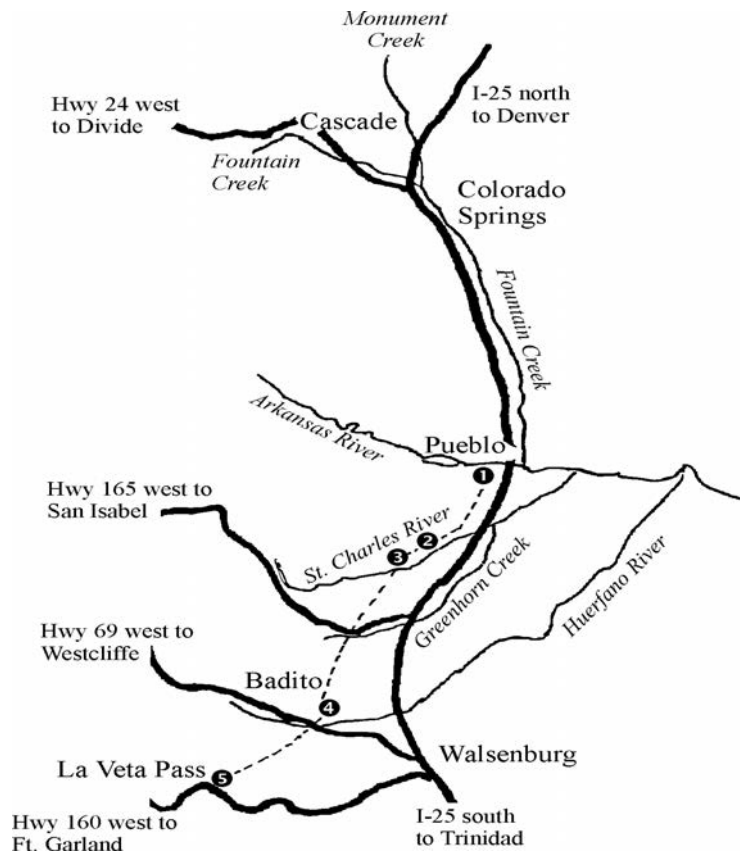 Monument
Creek
Hwy 24 west
to Divide
Cascade
I-25 north
to Denver
Fountain
Creek
Colorado
Springs
Fountain Creek
Arkansas River
Pueblo
1
Hwy 165 west to
San Isabel
St. Charles River
2
3
Greenhorn Creek
Huerfano River
Hwy 69 west to
Westcliffe
Badito
4
La Veta Pass
5
Walsenburg
Hwy 160 west to
Ft. Garland
I-25 south
to Trinidad